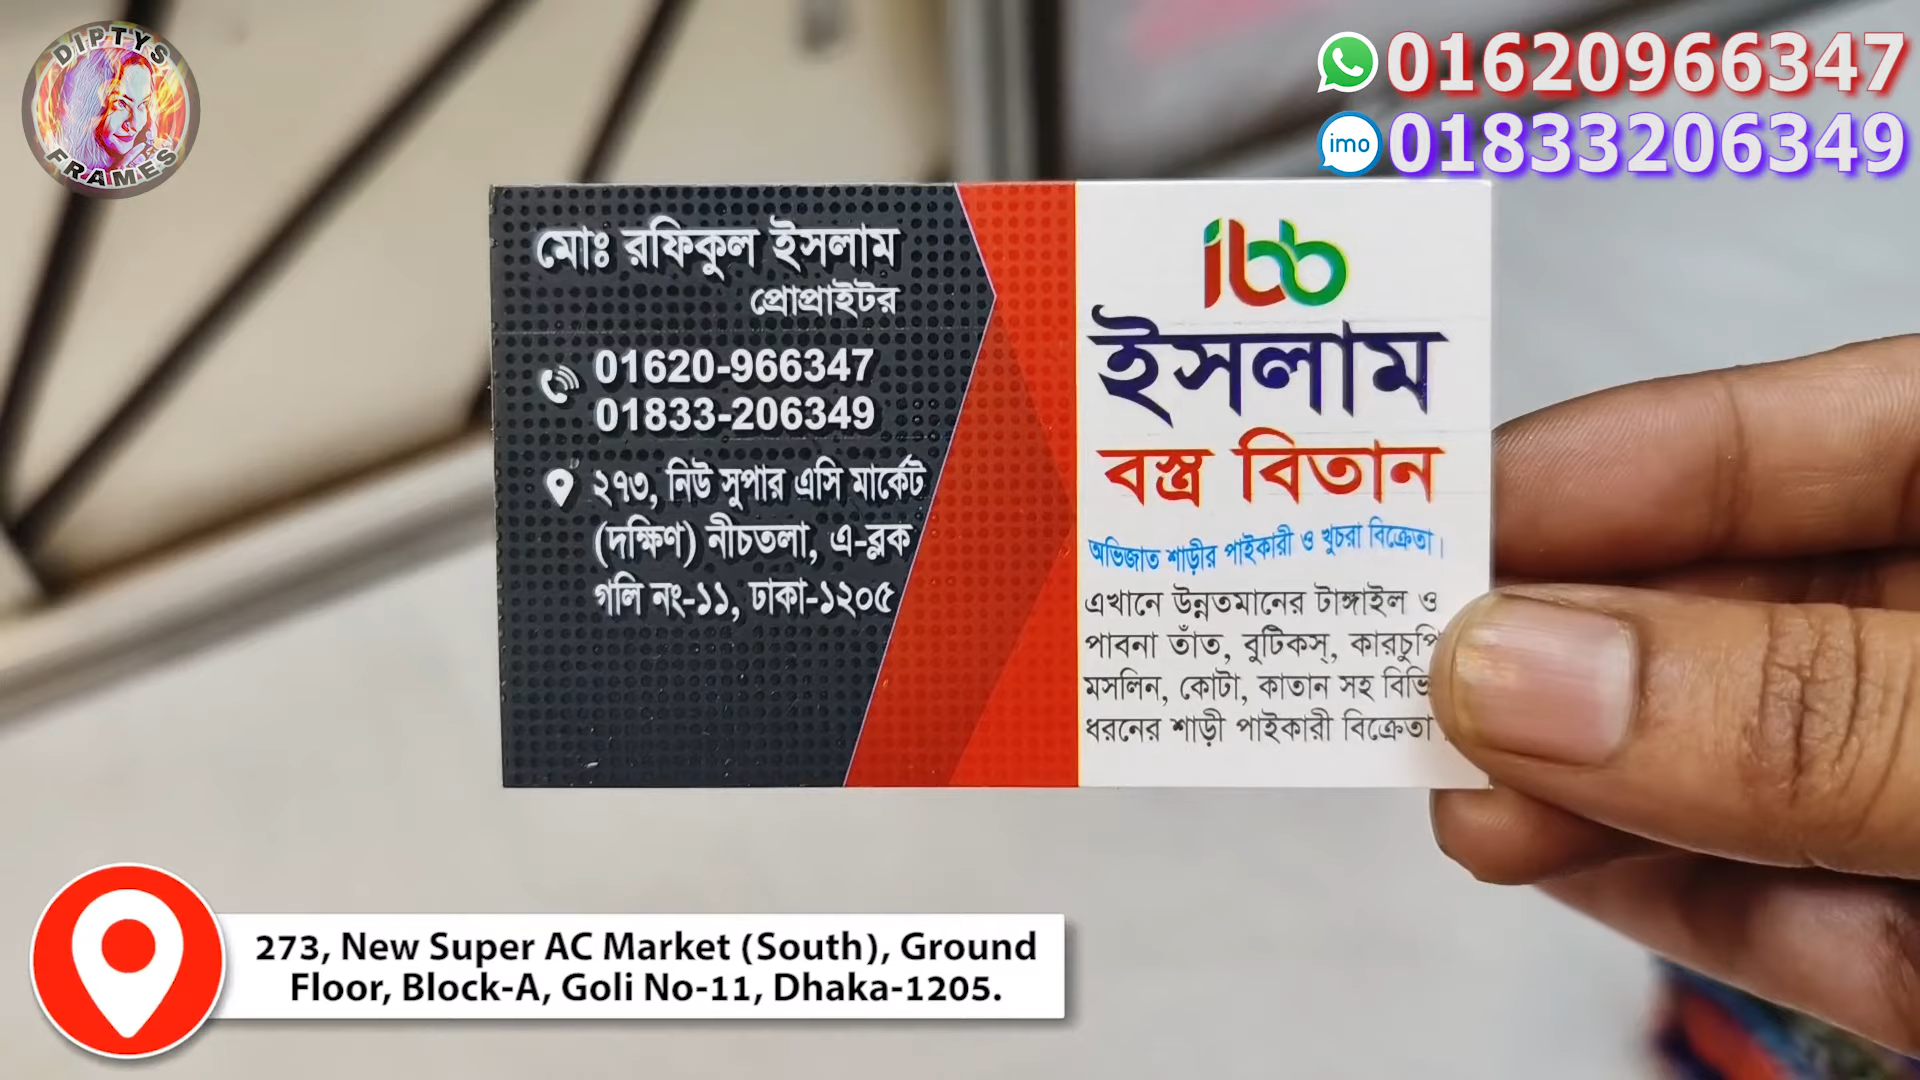 DIPTYS
FRAMES
01620966347
imo 01833206349
মোঃ রফিকুল ইসলাম
প্রোপ্রাইটর
01620-966347
01833-206349
২৭৩, নিউ সুপার এসি মার্কেট
(দক্ষিণ) নীচতলা, এ-ব্লক
গলি নং-১১, ঢাকা-১২০৫
ibb
ইসলাম
বস্ত্র বিতান
অভিজাত শাড়ীর পাইকারী ও খুচরা বিক্রেতা।
এখানে উন্নতমানের টাঙ্গাইল ও
পাবনা তাঁত, বুটিকস্, কারচুপি
মসলিন, কোটা, কাতান সহ
ধরনের শাড়ী পাইকারী বিক্রেতা
273, New Super AC Market (South), Ground
Floor, Block-A, Goli No-11, Dhaka-1205.